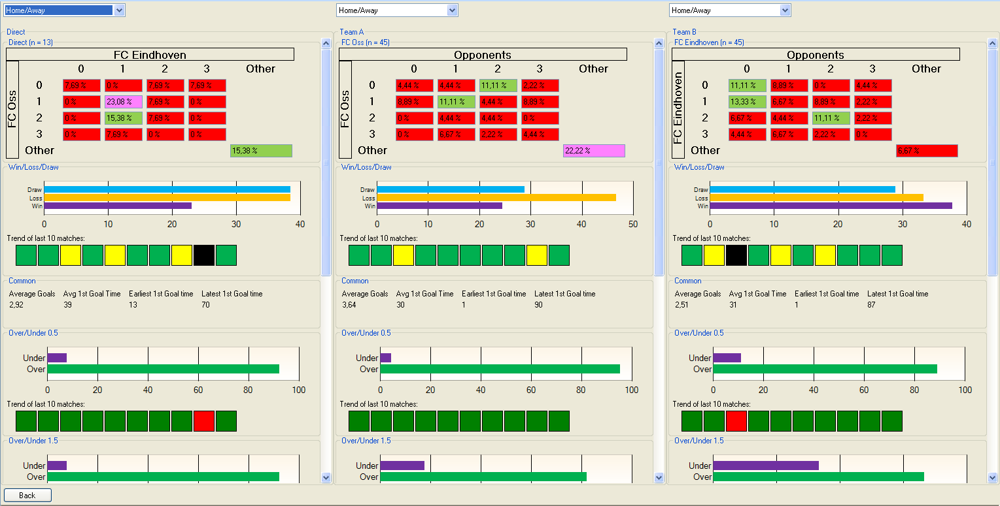 Home/Away
Direct
Direct (n = 13)
FC Eindhoven
0 1 2 3 Other
FC Oss
0 7,69 % 0 % 7,69 % 7,69 %
1 0 % 23,08 % 7,69 % 0 %
2 0 % 15,38 % 7,69 % 0 %
3 0 % 7,69 % 0 % 0 %
Other 15,38 %
Win/Loss/Draw
Draw
Loss
Win
0 10 20 30 40
Trend of last 10 matches:
Common
Average Goals Avg 1st Goal Time Earliest 1st Goal time Latest 1st Goal time
2,92 39 13 70
Over/Under 0.5
Under
Over
0 20 40 60 80 100
Trend of last 10 matches:
Over/Under 1.5
Under
Over
Back
Home/Away
Team A
FC Oss (n = 45)
Opponents
0 1 2 3 Other
FC Oss
0 4,44 % 4,44 % 11,11 % 2,22 %
1 8,89 % 11,11 % 4,44 % 8,89 %
2 0 % 4,44 % 4,44 % 0 %
3 0 % 6,67 % 2,22 % 4,44 %
Other 22,22 %
Win/Loss/Draw
Draw
Loss
Win
0 10 20 30 40 50
Trend of last 10 matches:
Common
Average Goals Avg 1st Goal Time Earliest 1st Goal time Latest 1st Goal time
3,64 30 1 90
Over/Under 0.5
Under
Over
0 20 40 60 80 100
Trend of last 10 matches:
Over/Under 1.5
Under
Over
Home/Away
Team B
FC Eindhoven (n = 45)
Opponents
0 1 2 3 Other
FC Eindhoven
0 11,11 % 8,89 % 0 % 4,44 %
1 13,33 % 6,67 % 8,89 % 2,22 %
2 6,67 % 4,44 % 11,11 % 2,22 %
3 4,44 % 6,67 % 2,22 % 0 %
Other 6,67 %
Win/Loss/Draw
Draw
Loss
Win
0 10 20 30 40
Trend of last 10 matches:
Common
Average Goals Avg 1st Goal Time Earliest 1st Goal time Latest 1st Goal time
2,51 31 1 87
Over/Under 0.5
Under
Over
0 20 40 60 80 100
Trend of last 10 matches:
Over/Under 1.5
Under
Over